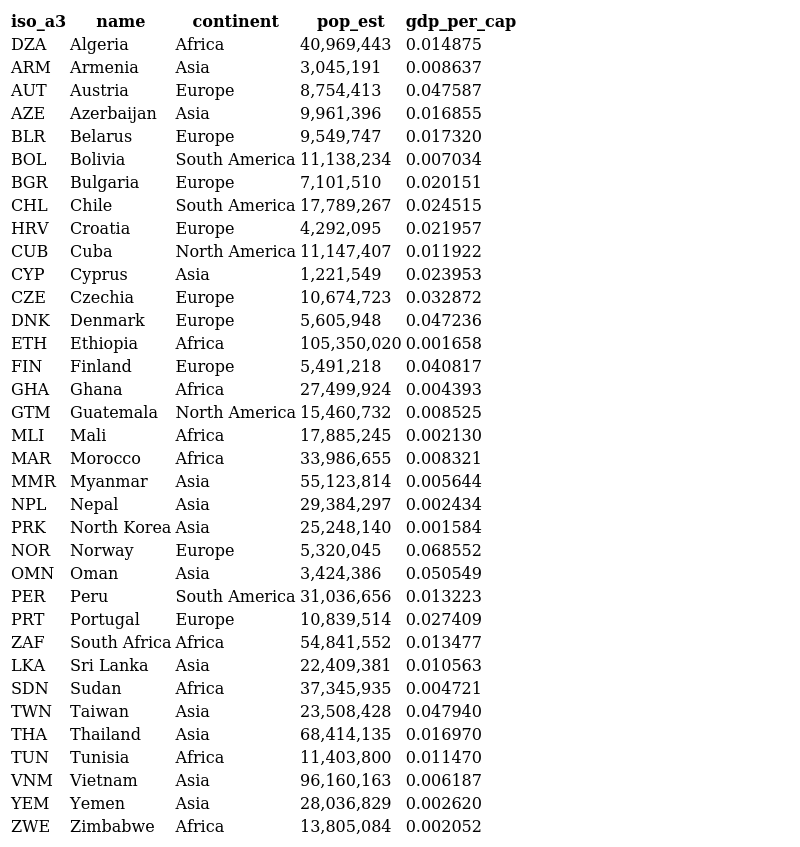 iso_a3 name continent pop_est gdp_per_cap
DZA Algeria Africa 40,969,443 0.014875
ARM Armenia Asia 3,045,191 0.008637
AUT Austria Europe 8,754,413 0.047587
AZE Azerbaijan Asia 9,961,396 0.016855
BLR Belarus Europe 9,549,747 0.017320
BOL Bolivia South America 11,138,234 0.007034
BGR Bulgaria Europe 7,101,510 0.020151
CHL Chile South America 17,789,267 0.024515
HRV Croatia Europe 4,292,095 0.021957
CUB Cuba North America 11,147,407 0.011922
CYP Cyprus Asia 1,221,549 0.023953
CZE Czechia Europe 10,674,723 0.032872
DNK Denmark Europe 5,605,948 0.047236
ETH Ethiopia Africa 105,350,020 0.001658
FIN Finland Europe 5,491,218 0.040817
GHA Ghana Africa 27,499,924 0.004393
GTM Guatemala North America 15,460,732 0.008525
MLI Mali Africa 17,885,245 0.002130
MAR Morocco Africa 33,986,655 0.008321
MMR Myanmar Asia 55,123,814 0.005644
NPL Nepal Asia 29,384,297 0.002434
PRK North Korea Asia 25,248,140 0.001584
NOR Norway Europe 5,320,045 0.068552
OMN Oman Asia 3,424,386 0.050549
PER Peru South America 31,036,656 0.013223
PRT Portugal Europe 10,839,514 0.027409
ZAF South Africa Africa 54,841,552 0.013477
LKA Sri Lanka Asia 22,409,381 0.010563
SDN Sudan Africa 37,345,935 0.004721
TWN Taiwan Asia 23,508,428 0.047940
THA Thailand Asia 68,414,135 0.016970
TUN Tunisia Africa 11,403,800 0.011470
VNM Vietnam Asia 96,160,163 0.006187
YEM Yemen Asia 28,036,829 0.002620
ZWE Zimbabwe Africa 13,805,084 0.002052